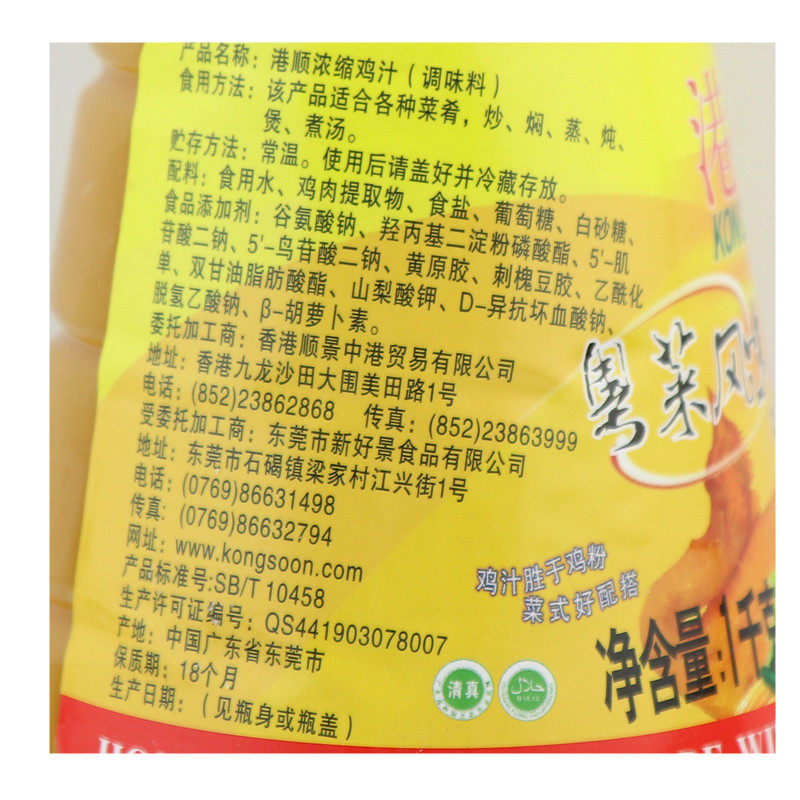 产品名称：港顺浓缩鸡汁（调味料）
食用方法：该产品适合各种菜肴，炒、焖、蒸、炖、
煲、煮汤。
贮存方法：常温。使用后请盖好并冷藏存放。
配料：食用水、鸡肉提取物、食盐、葡萄糖、白砂糖、
食品添加剂：谷氨酸钠、羟丙基二淀粉磷酸酯、5'-肌
苷酸二钠、5'-鸟苷酸二钠、黄原胶、刺槐豆胶、乙酰化
单、双甘油脂肪酸酯、山梨酸钾、D-异抗坏血酸钠、
脱氢乙酸钠、β-胡萝卜素。
委托加工商：香港顺景中港贸易有限公司
地址：香港九龙沙田大围美田路1号
电话：(852)23862868 传真：(852)23863999
受委托加工商：东莞市新好景食品有限公司
地址：东莞市石碣镇梁家村江兴街1号
电话：(0769)86631498
传真：(0769)86632794
网址：www.kongsoon.com
产品标准号:SB/T 10458
生产许可证编号：QS441903078007
产地：中国广东省东莞市
保质期：18个月
生产日期：（见瓶身或瓶盖）
港
KON
粤菜风味
鸡汁胜于鸡粉
菜式好配搭
净含量:1千克
清真
حلال
HALAL